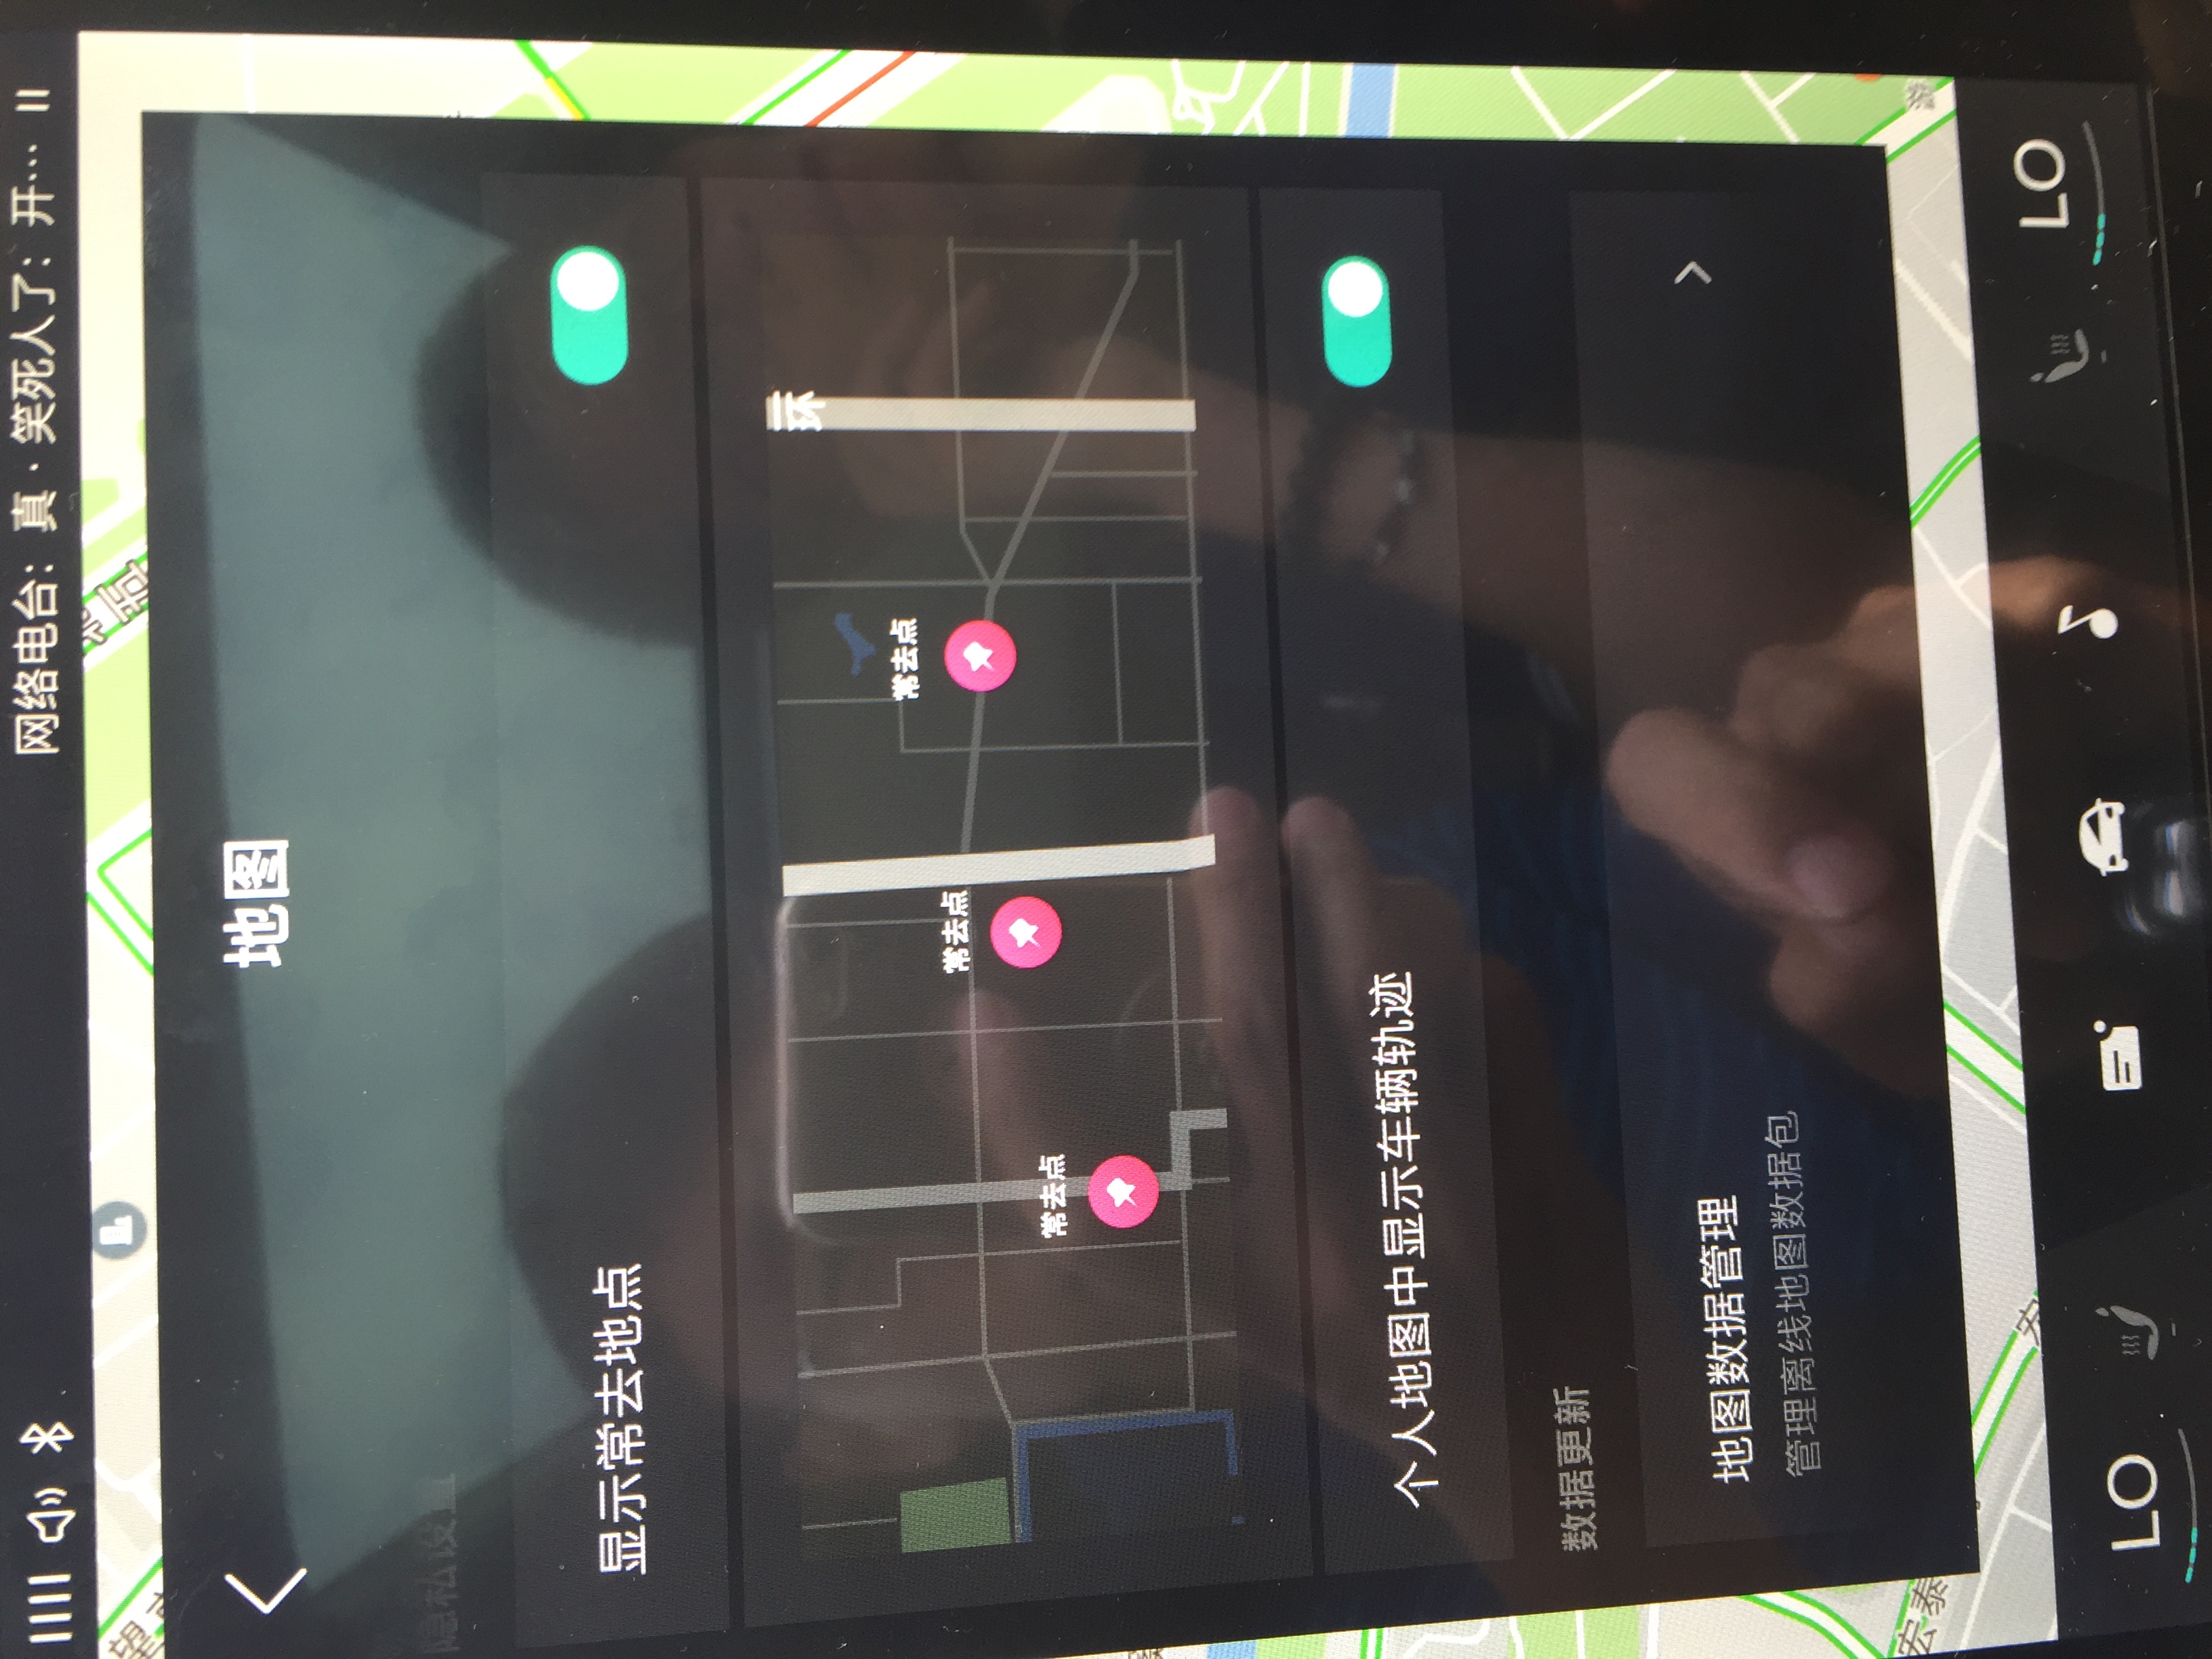 网络电台：真·笑死人了：开…
地图
隐私设置
显示常去地点
三环
常去点
常去点
常去点
个人地图中显示车辆轨迹
数据更新
地图数据管理
管理离线地图数据包
宏泰
LO
LO